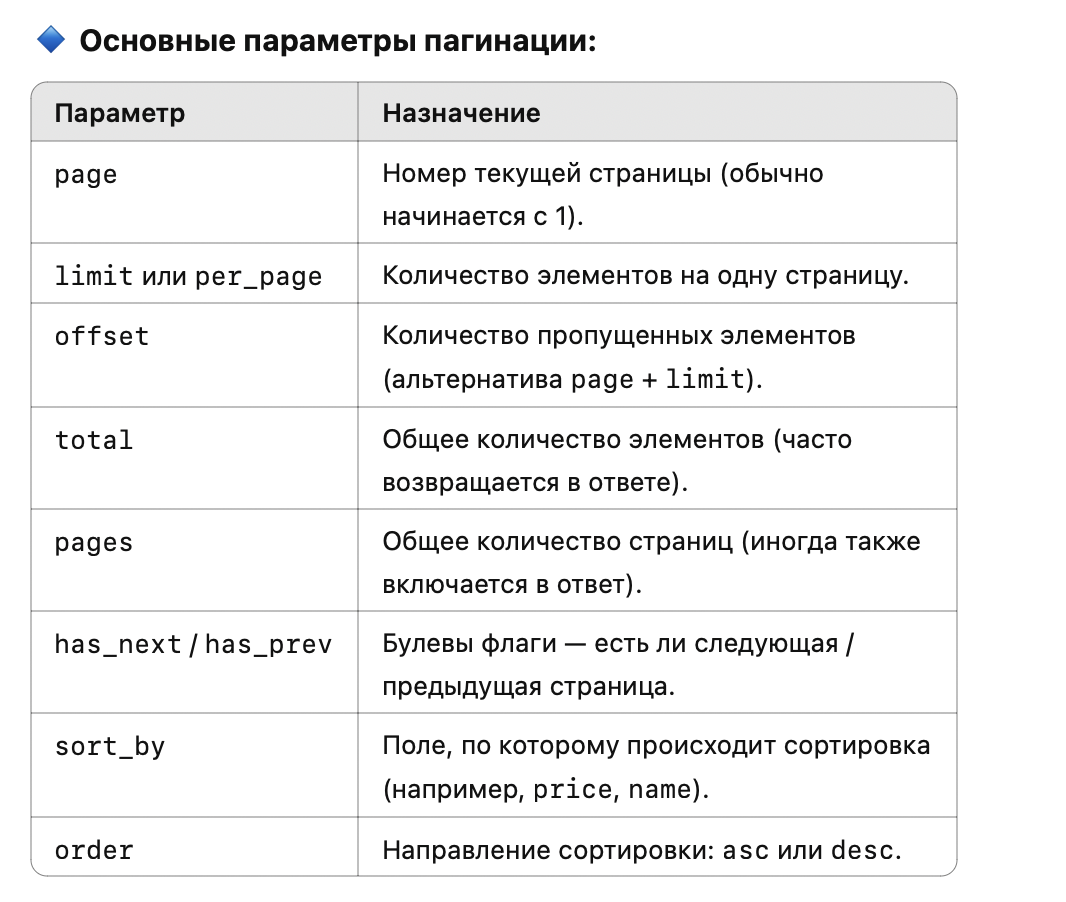 Основные параметры пагинации:
Параметр Назначение
page Номер текущей страницы (обычно
начинается с 1).
limit или per_page Количество элементов на одну страницу.
offset Количество пропущенных элементов
(альтернатива page + limit).
total Общее количество элементов (часто
возвращается в ответе).
pages Общее количество страниц (иногда также
включается в ответ).
has_next / has_prev Булевы флаги — есть ли следующая /
предыдущая страница.
sort_by Поле, по которому происходит сортировка
(например, price, name).
order Направление сортировки: asc или desc.